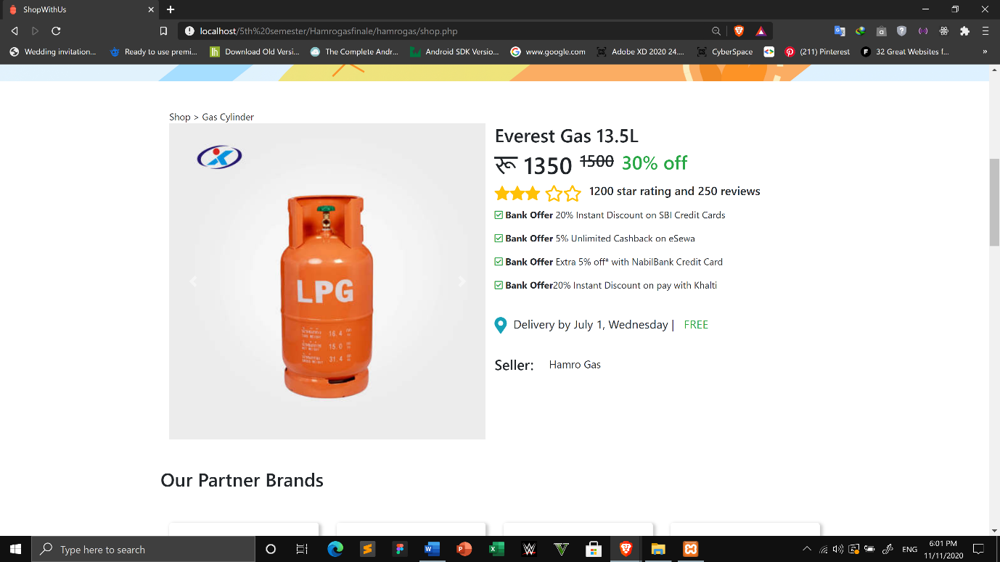 ShopWithUs
localhost/5th%20semester/Hamrogasfinale/hamrogas/shop.php
Wedding invitation... Ready to use premi... Download Old Versi... The Complete Andr... Android SDK Versio... www.google.com Adobe XD 2020 24.... CyberSpace (211) Pinterest 32 Great Websites f...
Shop > Gas Cylinder
Everest Gas 13.5L
रू 1350 1500 30% off
1200 star rating and 250 reviews
Bank Offer 20% Instant Discount on SBI Credit Cards
Bank Offer 5% Unlimited Cashback on eSewa
Bank Offer Extra 5% off* with NabilBank Credit Card
Bank Offer20% Instant Discount on pay with Khalti
LPG
16.4
15.0
31.4
Delivery by July 1, Wednesday | FREE
Seller: Hamro Gas
Our Partner Brands
Type here to search
ENG
6:01 PM
11/11/2020